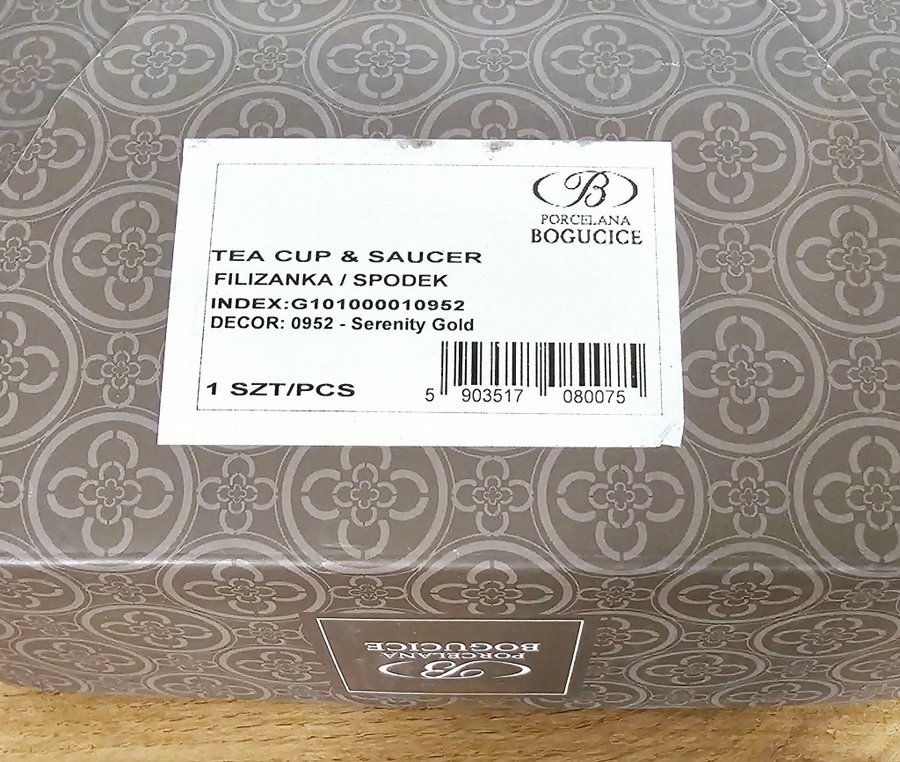 B
PORCELANA
BOGUCICE
TEA CUP & SAUCER
FILIZANKA / SPODEK
INDEX:G101000010952
DECOR: 0952 - Serenity Gold
1 SZT/PCS
5 903517 080075
B
PORCELANA
BOGUCICE